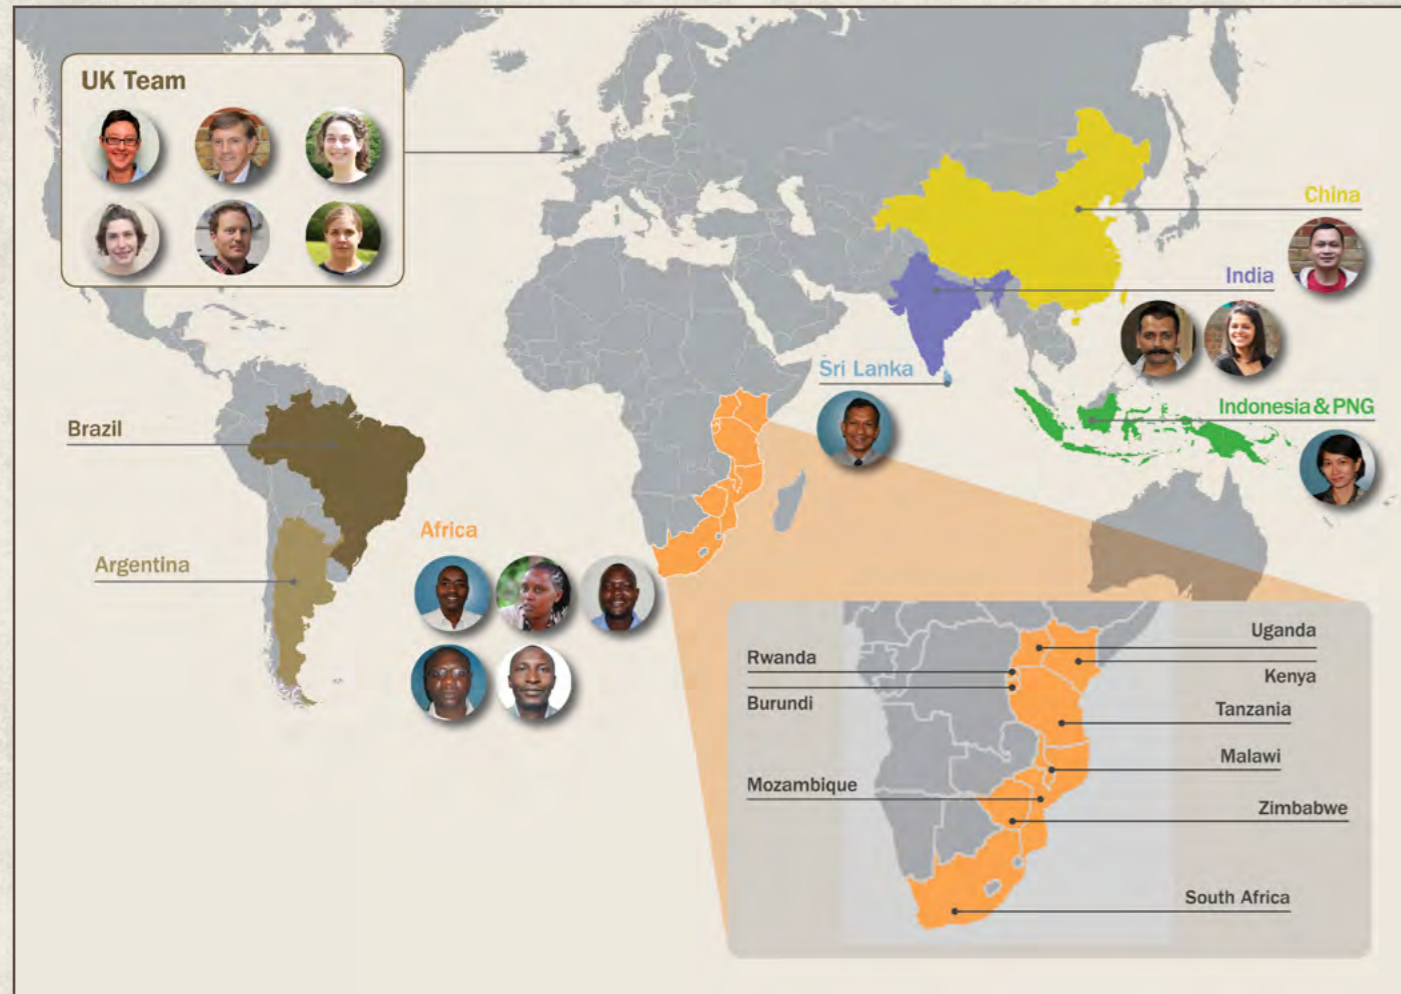 UK Team
China
India
Sri Lanka
Indonesia & PNG
Brazil
Africa
Argentina
Uganda
Rwanda
Kenya
Burundi
Tanzania
Malawi
Mozambique
Zimbabwe
South Africa